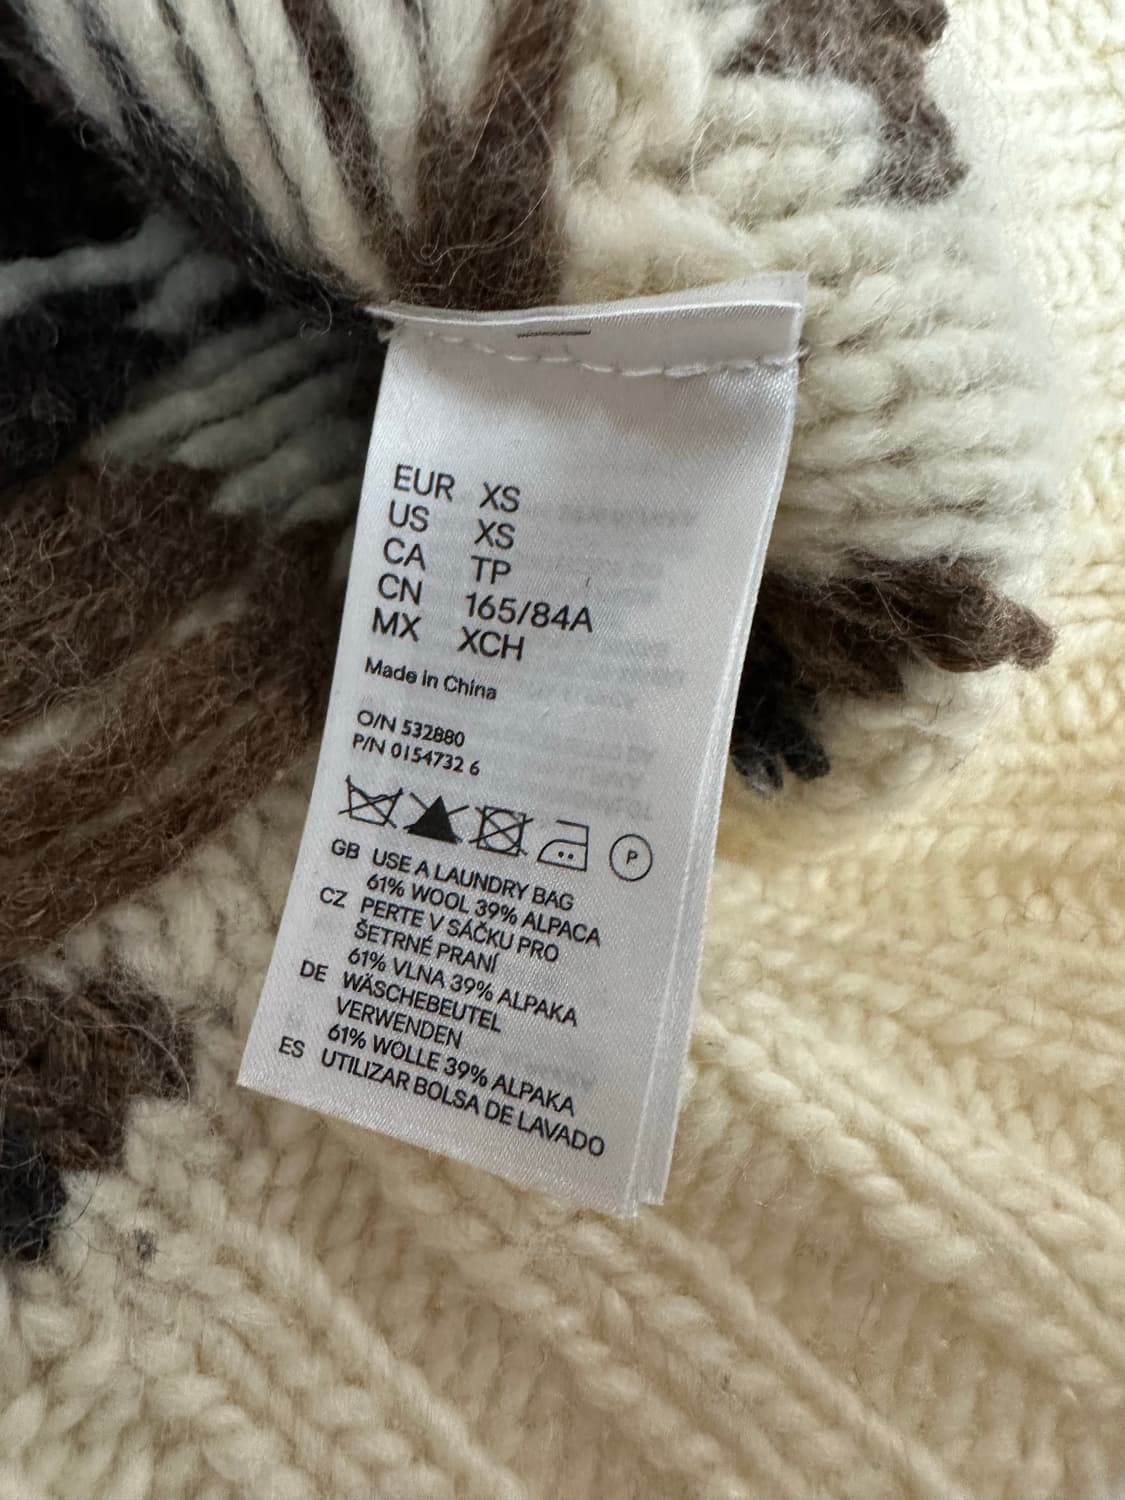 EUR XS
US XS
CA TP
CN 165/84A
MX XCH
Made in China
O/N 532880
P/N 0154732 6
P
GB USE A LAUNDRY BAG
61% WOOL 39% ALPACA
CZ PERTE V SÁČKU PRO
ŠETRNÉ PRANÍ
61% VLNA 39% ALPAKA
DE WÄSCHEBEUTEL
VERWENDEN
61% WOLLE 39% ALPAKA
ES UTILIZAR BOLSA DE LAVADO